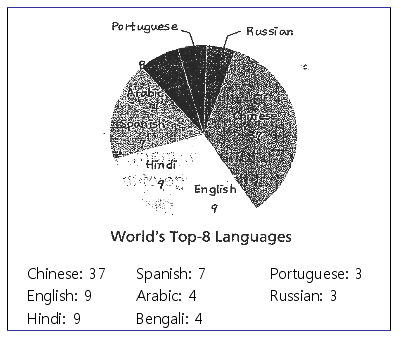 Portuguese
Russian
Arabic
Spanish
Hindi
9
English
9
World's Top-8 Languages
Chinese: 37 Spanish: 7 Portuguese: 3
English: 9 Arabic: 4 Russian: 3
Hindi: 9 Bengali: 4